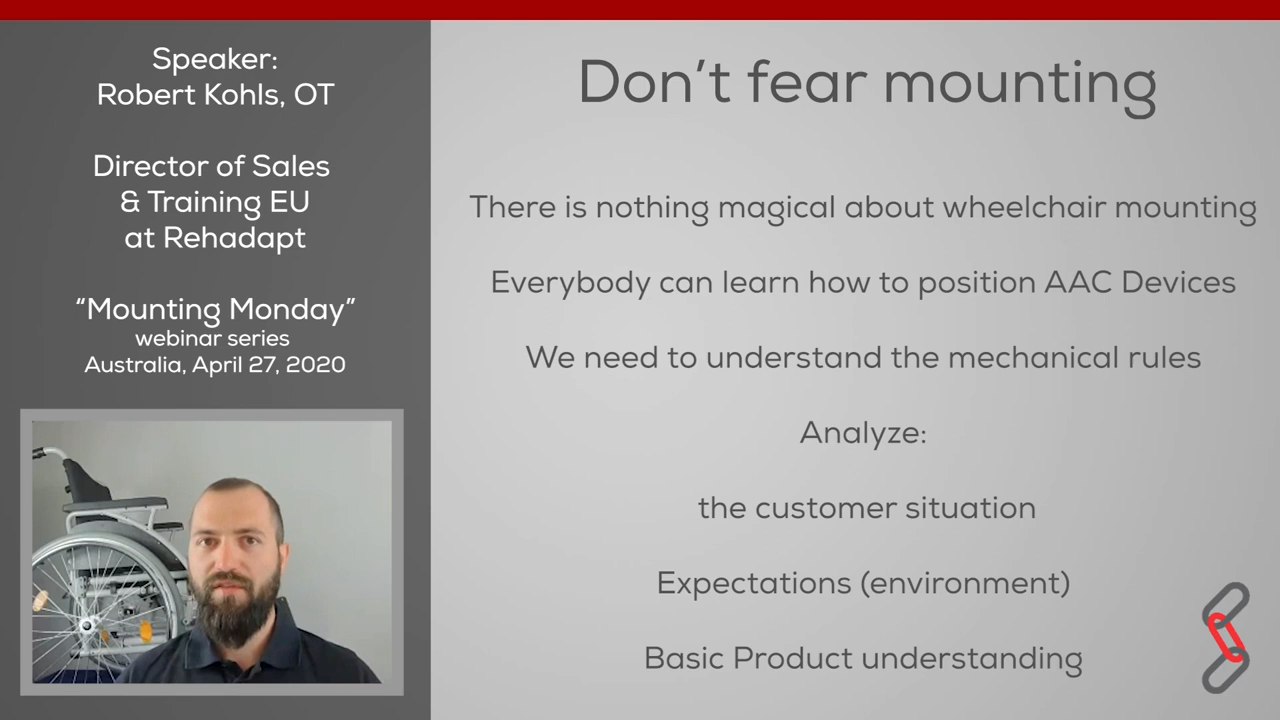 Speaker:
Robert Kohls, OT
Director of Sales
& Training EU
at Rehadapt
“Mounting Monday”
webinar series
Australia, April 27, 2020
Don’t fear mounting
There is nothing magical about wheelchair mounting
Everybody can learn how to position AAC Devices
We need to understand the mechanical rules
Analyze:
the customer situation
Expectations (environment)
Basic Product understanding